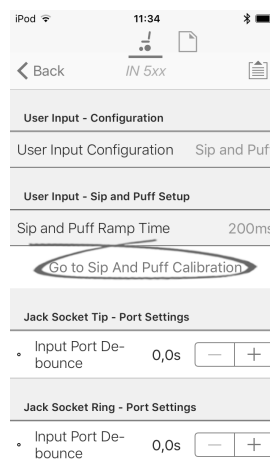 iPod 11:34
Back IN 5xx
User Input - Configuration
User Input Configuration Sip and Puff
User Input - Sip and Puff Setup
Sip and Puff Ramp Time 200ms
Go to Sip And Puff Calibration
Jack Socket Tip - Port Settings
Input Port De-
bounce 0,0s − +
Jack Socket Ring - Port Settings
Input Port De-
bounce 0,0s − +